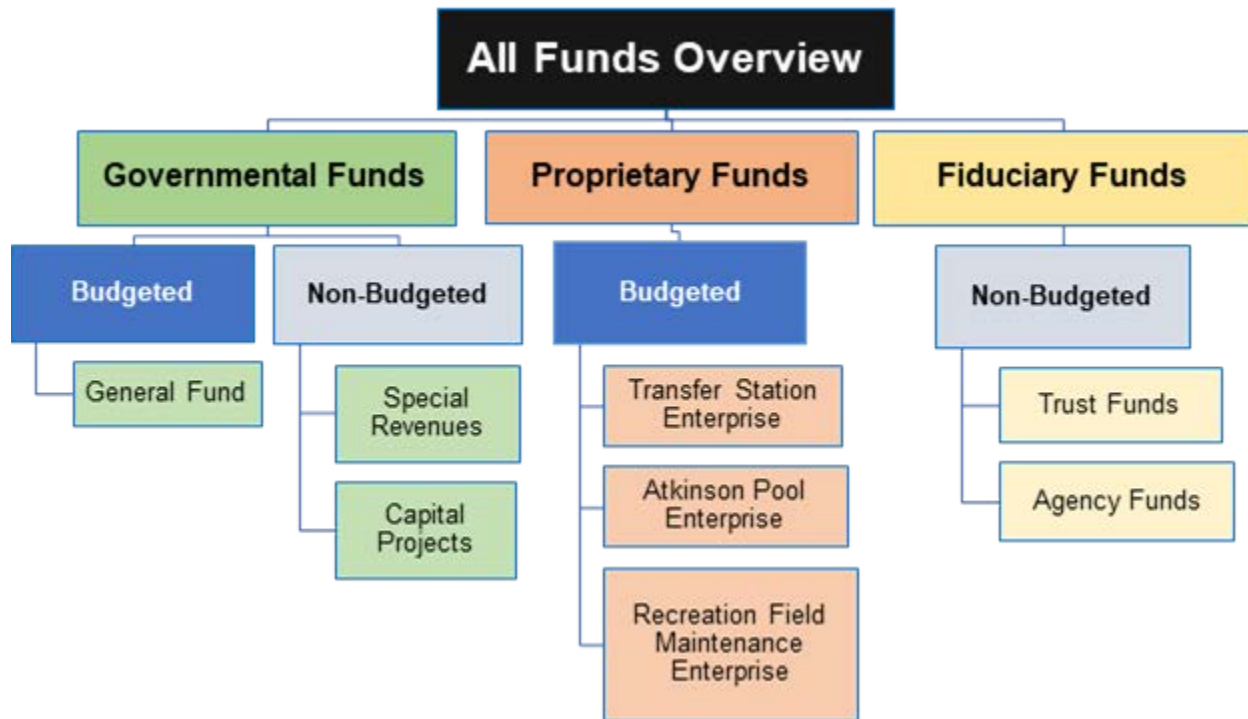 All Funds Overview
Governmental Funds
Proprietary Funds
Fiduciary Funds
Budgeted
Non-Budgeted
Budgeted
Non-Budgeted
General Fund
Special
Revenues
Capital
Projects
Transfer Station
Enterprise
Atkinson Pool
Enterprise
Recreation Field
Maintenance
Enterprise
Trust Funds
Agency Funds